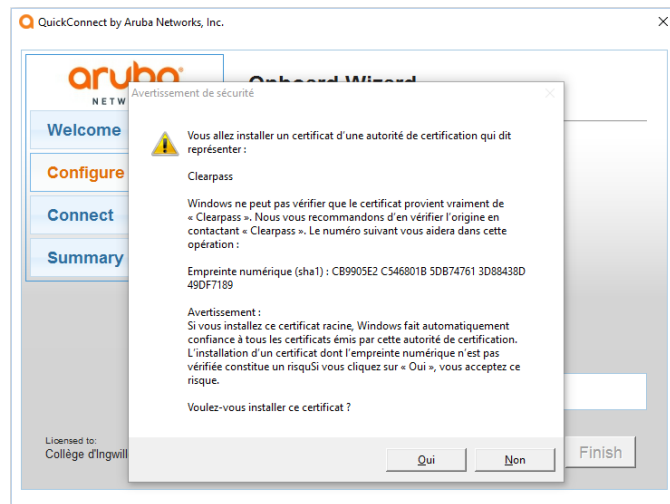 QuickConnect by Aruba Networks, Inc.
aruba
NETW
Onboard Wizard
Welcome
Configure
Connect
Summary
Avertissement de sécurité
Vous allez installer un certificat d'une autorité de certification qui dit
représenter :
Clearpass
Windows ne peut pas vérifier que le certificat provient vraiment de
« Clearpass ». Nous vous recommandons d'en vérifier l'origine en
contactant « Clearpass ». Le numéro suivant vous aidera dans cette
opération :
Empreinte numérique (sha1) : CB9905E2 C546801B 5DB74761 3D88438D
49DF7189
Avertissement :
Si vous installez ce certificat racine, Windows fait automatiquement
confiance à tous les certificats émis par cette autorité de certification.
L'installation d'un certificat dont l'empreinte numérique n'est pas
vérifiée constitue un risquSi vous cliquez sur « Oui », vous acceptez ce
risque.
Voulez-vous installer ce certificat ?
Oui
Non
Licensed to:
Collège d'Ingwill
Finish